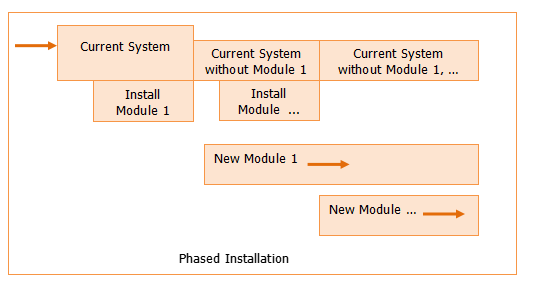 Current System
Current System
without Module 1
Current System
without Module 1, ...
Install
Module 1
Install
Module ...
New Module 1
New Module ...
Phased Installation